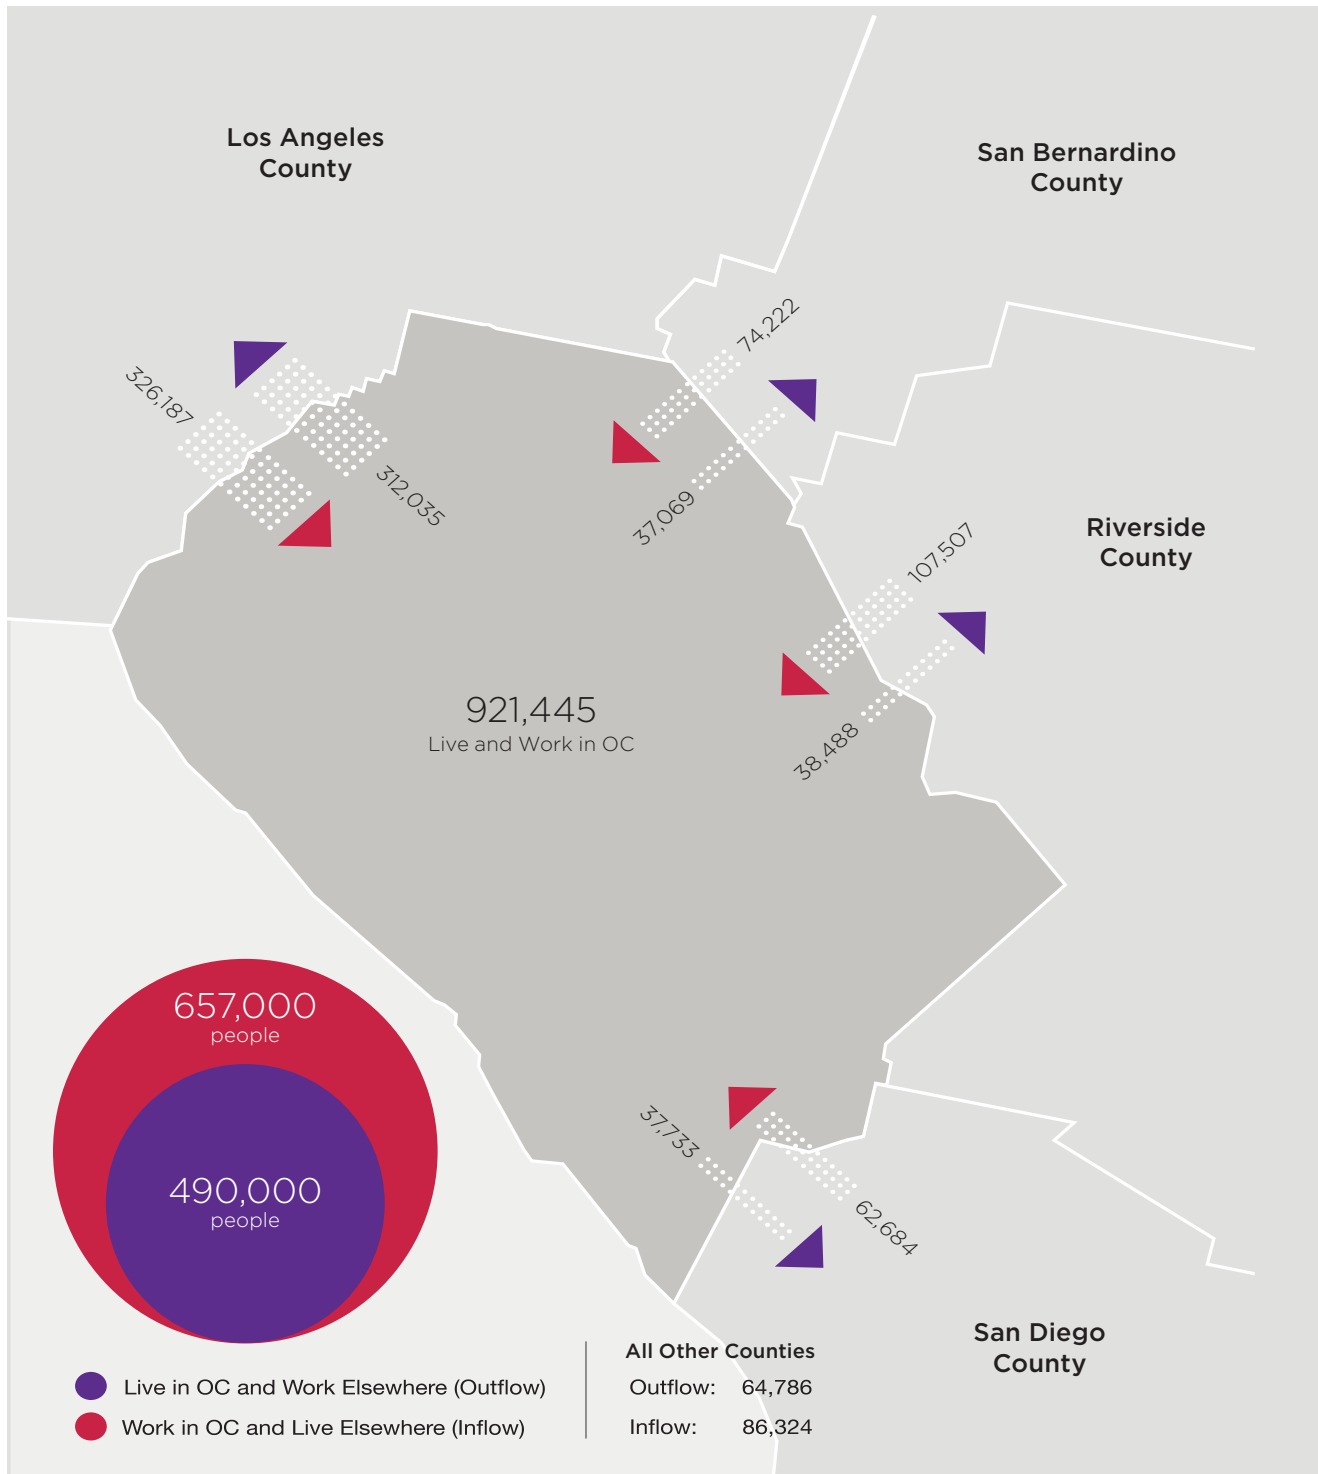 Los Angeles
County
San Bernardino
County
74,222
326,187
312,035
37,069
Riverside
County
107,507
921,445
Live and Work in OC
38,488
657,000
people
490,000
people
37,733
62,684
San Diego
County
Live in OC and Work Elsewhere (Outflow)
Work in OC and Live Elsewhere (Inflow)
All Other Counties
Outflow: 64,786
Inflow: 86,324